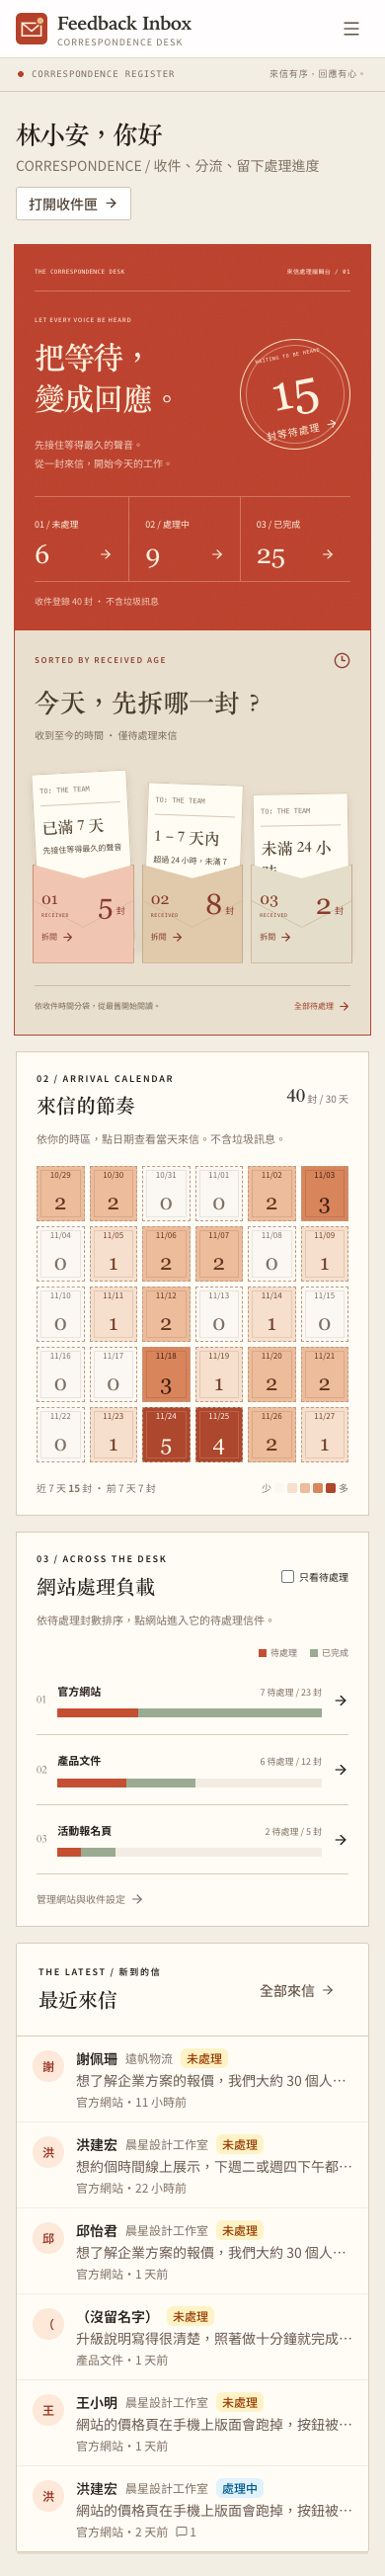 Feedback Inbox
CORRESPONDENCE DESK
CORRESPONDENCE REGISTER
來信有序，回應有心。
林小安，你好
CORRESPONDENCE / 收件、分流、留下處理進度
打開收件匣 →
THE CORRESPONDENCE DESK
來信處理編輯台 / 01
LET EVERY VOICE BE HEARD
把等待，
變成回應。
WAITING TO BE HEARD
15
封等待處理 →
先接住等得最久的聲音。
從一封來信，開始今天的工作。
01 / 未處理
6 →
02 / 處理中
9 →
03 / 已完成
25 →
收件登錄 40 封 · 不含垃圾訊息
SORTED BY RECEIVED AGE
今天，先拆哪一封？
收到至今的時間 · 僅待處理來信
TO: THE TEAM
已滿 7 天
先接住等得最久的聲音
01
RECEIVED
5 封
拆閱 →
TO: THE TEAM
1–7 天內
超過 24 小時，未滿 7
02
RECEIVED
8 封
拆閱 →
TO: THE TEAM
未滿 24 小
03
RECEIVED
2 封
拆閱 →
依收件時間分袋，從最舊開始閱讀。
全部待處理 →
02 / ARRIVAL CALENDAR
來信的節奏
40 封 / 30 天
依你的時區，點日期查看當天來信。不含垃圾訊息。
10/29 10/30 10/31 11/01 11/02 11/03
2 2 0 0 2 3
11/04 11/05 11/06 11/07 11/08 11/09
0 1 2 2 0 1
11/10 11/11 11/12 11/13 11/14 11/15
0 1 2 0 1 0
11/16 11/17 11/18 11/19 11/20 11/21
0 0 3 1 2 2
11/22 11/23 11/24 11/25 11/26 11/27
0 1 5 4 2 1
近 7 天 15 封 · 前 7 天 7 封
少 多
03 / ACROSS THE DESK
網站處理負載
只看待處理
依待處理封數排序，點網站進入它的待處理信件。
待處理 已完成
01 官方網站 7 待處理 / 23 封 →
02 產品文件 6 待處理 / 12 封 →
03 活動報名頁 2 待處理 / 5 封 →
管理網站與收件設定 →
THE LATEST / 新到的信
最近來信
全部來信 →
謝
謝佩珊 遠帆物流 未處理
想了解企業方案的報價，我們大約 30 個人…
官方網站 · 11 小時前
洪
洪建宏 晨星設計工作室 未處理
想約個時間線上展示，下週二或週四下午都…
官方網站 · 22 小時前
邱
邱怡君 晨星設計工作室 未處理
想了解企業方案的報價，我們大約 30 個人…
官方網站 · 1 天前
（
（沒留名字） 未處理
升級說明寫得很清楚，照著做十分鐘就完成…
產品文件 · 1 天前
王
王小明 晨星設計工作室 未處理
網站的價格頁在手機上版面會跑掉，按鈕被…
官方網站 · 1 天前
洪
洪建宏 晨星設計工作室 處理中
網站的價格頁在手機上版面會跑掉，按鈕被…
官方網站 · 2 天前 1